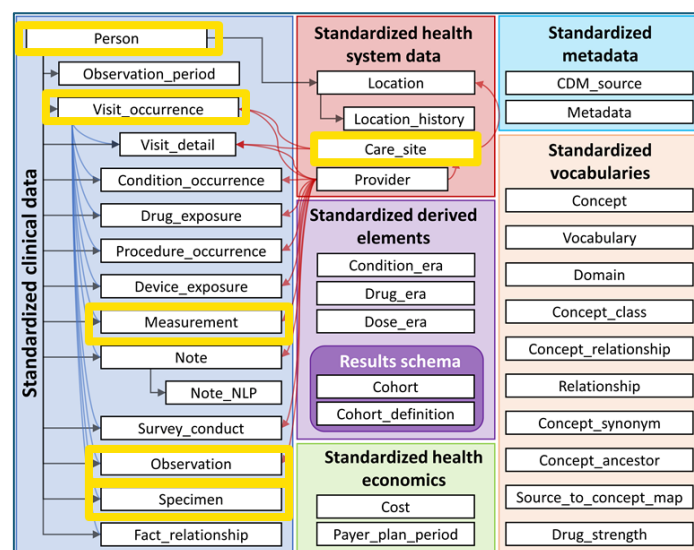 Standardized clinical data
Person
Observation_period
Visit_occurrence
Visit_detail
Condition_occurrence
Drug_exposure
Procedure_occurrence
Device_exposure
Measurement
Note
Note_NLP
Survey_conduct
Observation
Specimen
Fact_relationship
Standardized health
system data
Location
Location_history
Care_site
Provider
Standardized derived
elements
Condition_era
Drug_era
Dose_era
Results schema
Cohort
Cohort_definition
Standardized health
economics
Cost
Payer_plan_period
Standardized
metadata
CDM_source
Metadata
Standardized
vocabularies
Concept
Vocabulary
Domain
Concept_class
Concept_relationship
Relationship
Concept_synonym
Concept_ancestor
Source_to_concept_map
Drug_strength